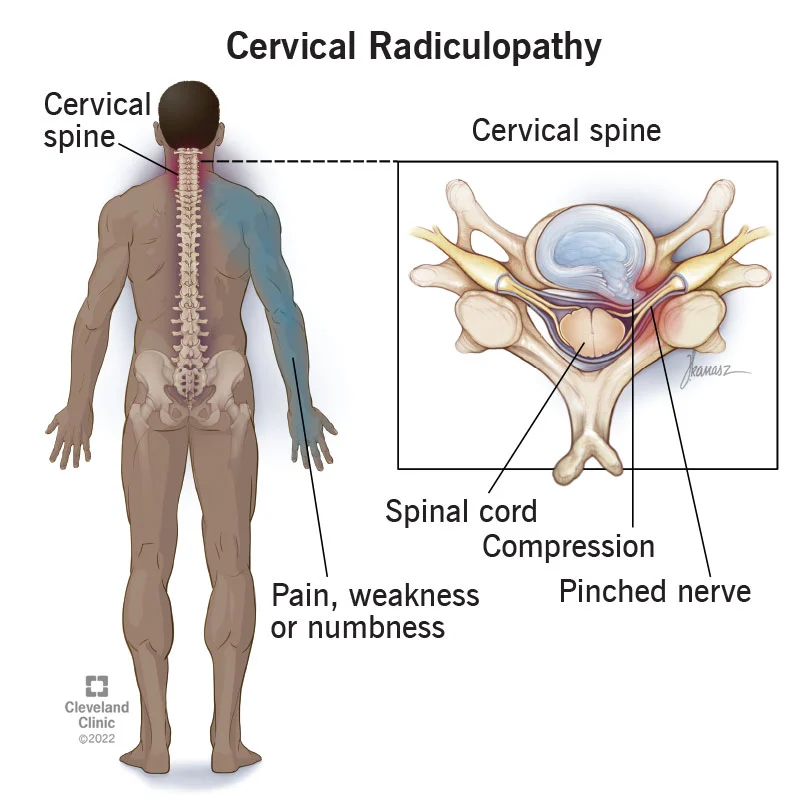 Cervical Radiculopathy
Cervical
spine
Cervical spine
Spinal cord
Compression
Pinched nerve
Pain, weakness
or numbness
Cleveland
Clinic
©2022